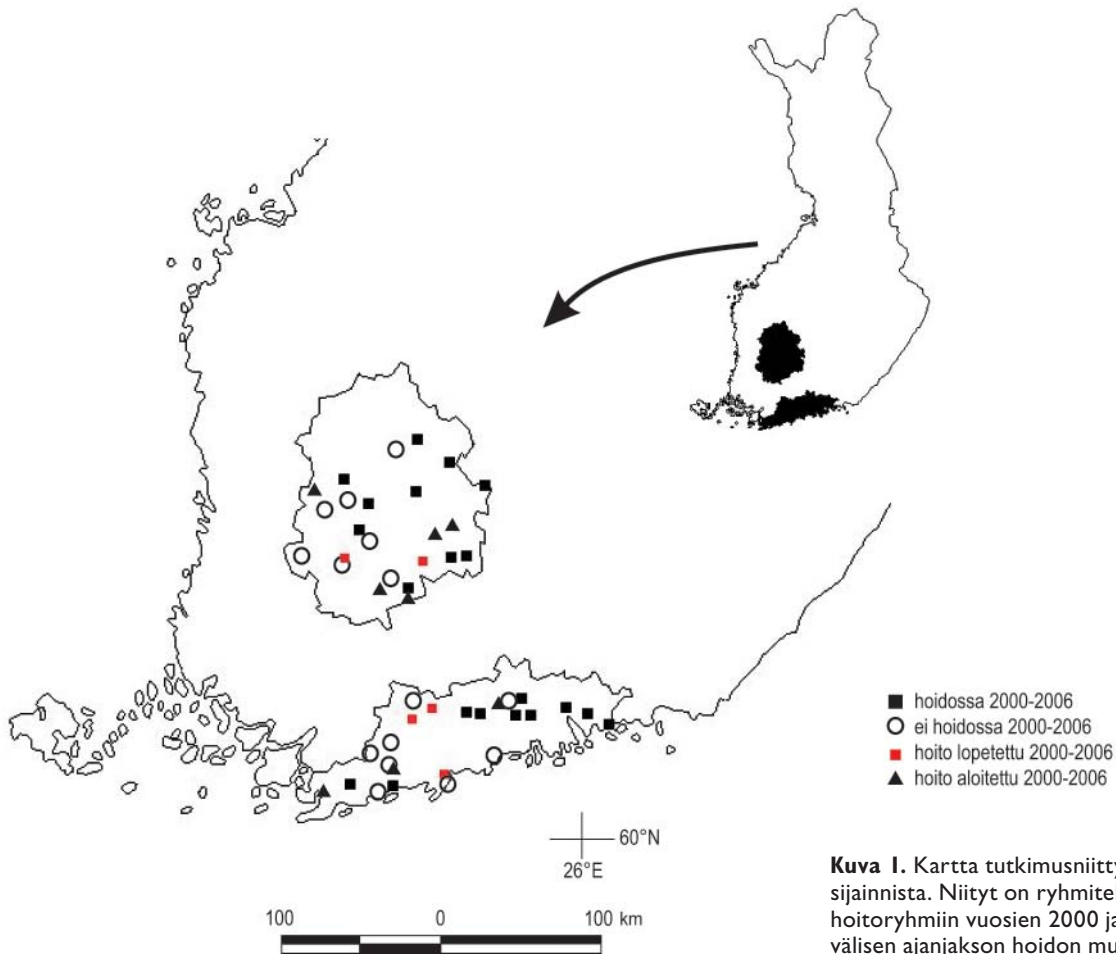 hoidossa 2000-2006
ei hoidossa 2000-2006
hoito lopetettu 2000-2006
hoito aloitettu 2000-2006
60°N
26°E
100 0 100 km
Kuva 1. Kartta tutkimusniitty
sijainnista. Niityt on ryhmitel
hoitoryhmiin vuosien 2000 ja
välisen ajanjakson hoidon mu